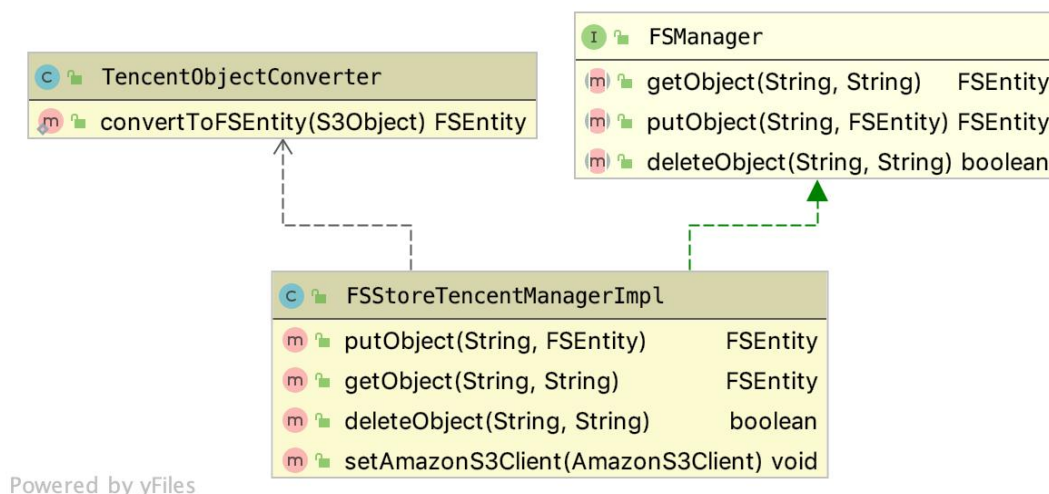 TencentObjectConverter
convertToFSEntity(S3Object) FSEntity
FSManager
getObject(String, String) FSEntity
putObject(String, FSEntity) FSEntity
deleteObject(String, String) boolean
FSStoreTencentManagerImpl
putObject(String, FSEntity) FSEntity
getObject(String, String) FSEntity
deleteObject(String, String) boolean
setAmazonS3Client(AmazonS3Client) void
Powered by yFiles